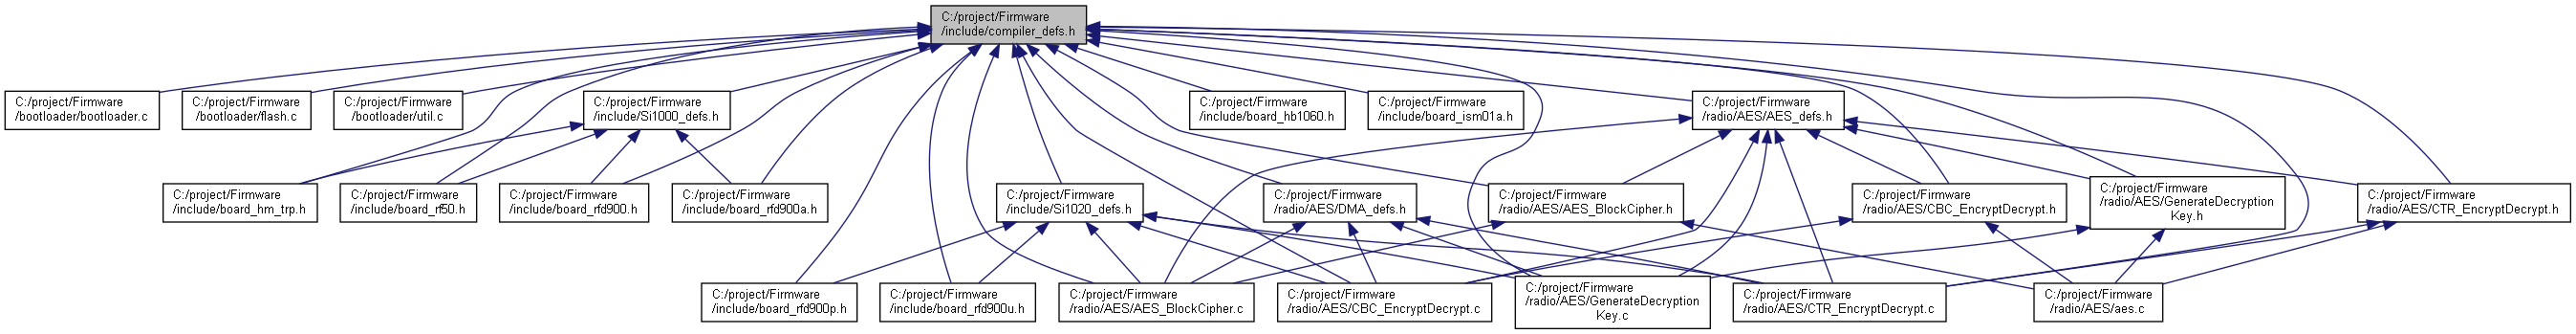 C:/project/Firmware
/include/compiler_defs.h
C:/project/Firmware
/bootloader/bootloader.c
C:/project/Firmware
/bootloader/flash.c
C:/project/Firmware
/bootloader/util.c
C:/project/Firmware
/include/Si1000_defs.h
C:/project/Firmware
/include/board_hb1060.h
C:/project/Firmware
/include/board_ism01a.h
C:/project/Firmware
/radio/AES/AES_defs.h
C:/project/Firmware
/include/board_hm_trp.h
C:/project/Firmware
/include/board_rf50.h
C:/project/Firmware
/include/board_rfd900.h
C:/project/Firmware
/include/board_rfd900a.h
C:/project/Firmware
/include/Si1020_defs.h
C:/project/Firmware
/radio/AES/DMA_defs.h
C:/project/Firmware
/radio/AES/AES_BlockCipher.h
C:/project/Firmware
/radio/AES/CBC_EncryptDecrypt.h
C:/project/Firmware
/radio/AES/GenerateDecryption
Key.h
C:/project/Firmware
/radio/AES/CTR_EncryptDecrypt.h
C:/project/Firmware
/include/board_rfd900p.h
C:/project/Firmware
/include/board_rfd900u.h
C:/project/Firmware
/radio/AES/AES_BlockCipher.c
C:/project/Firmware
/radio/AES/CBC_EncryptDecrypt.c
C:/project/Firmware
/radio/AES/GenerateDecryption
Key.c
C:/project/Firmware
/radio/AES/CTR_EncryptDecrypt.c
C:/project/Firmware
/radio/AES/aes.c